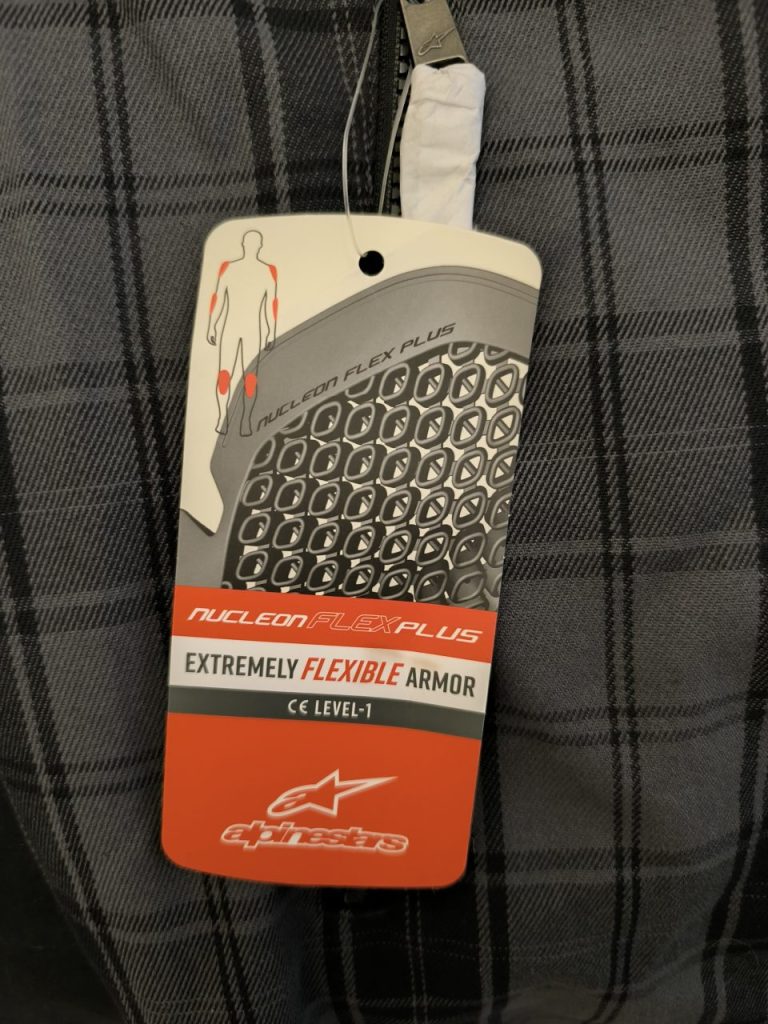 NUCLEON FLEX PLUS
NUCLEON FLEX PLUS
EXTREMELY FLEXIBLE ARMOR
CE LEVEL-1
alpinestars